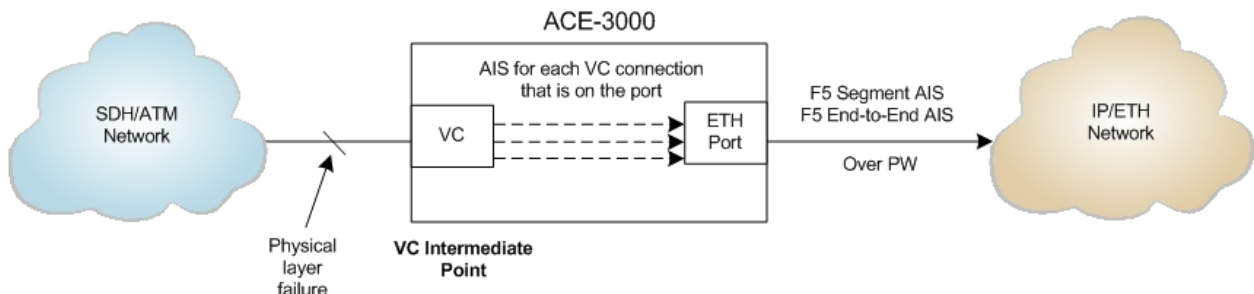 ACE-3000
SDH/ATM
Network
AIS for each VC connection
that is on the port
VC
ETH
Port
F5 Segment AIS
F5 End-to-End AIS
Over PW
IP/ETH
Network
Physical
layer
failure
VC Intermediate
Point